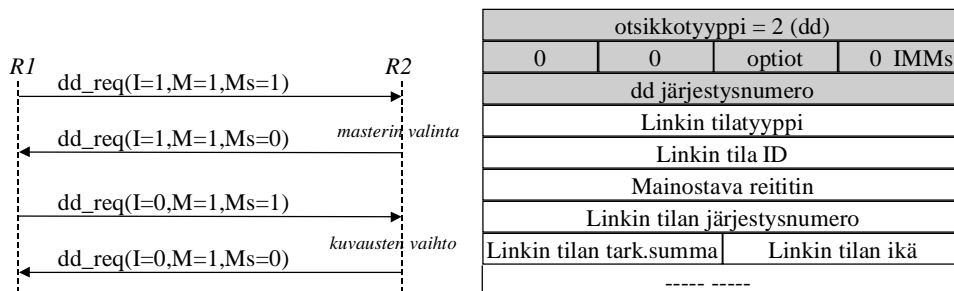 R1
R2
dd_req(I=1,M=1,Ms=1)
masterin valinta
dd_req(I=1,M=1,Ms=0)
dd_req(I=0,M=1,Ms=1)
kuvausten vaihto
dd_req(I=0,M=1,Ms=0)
otsikkotyyppi = 2 (dd)
0 0 optiot 0 IMMs
dd järjestysnumero
Linkin tilatyyppi
Linkin tila ID
Mainostava reititin
Linkin tilan järjestysnumero
Linkin tilan tark.summa Linkin tilan ikä
----- -----